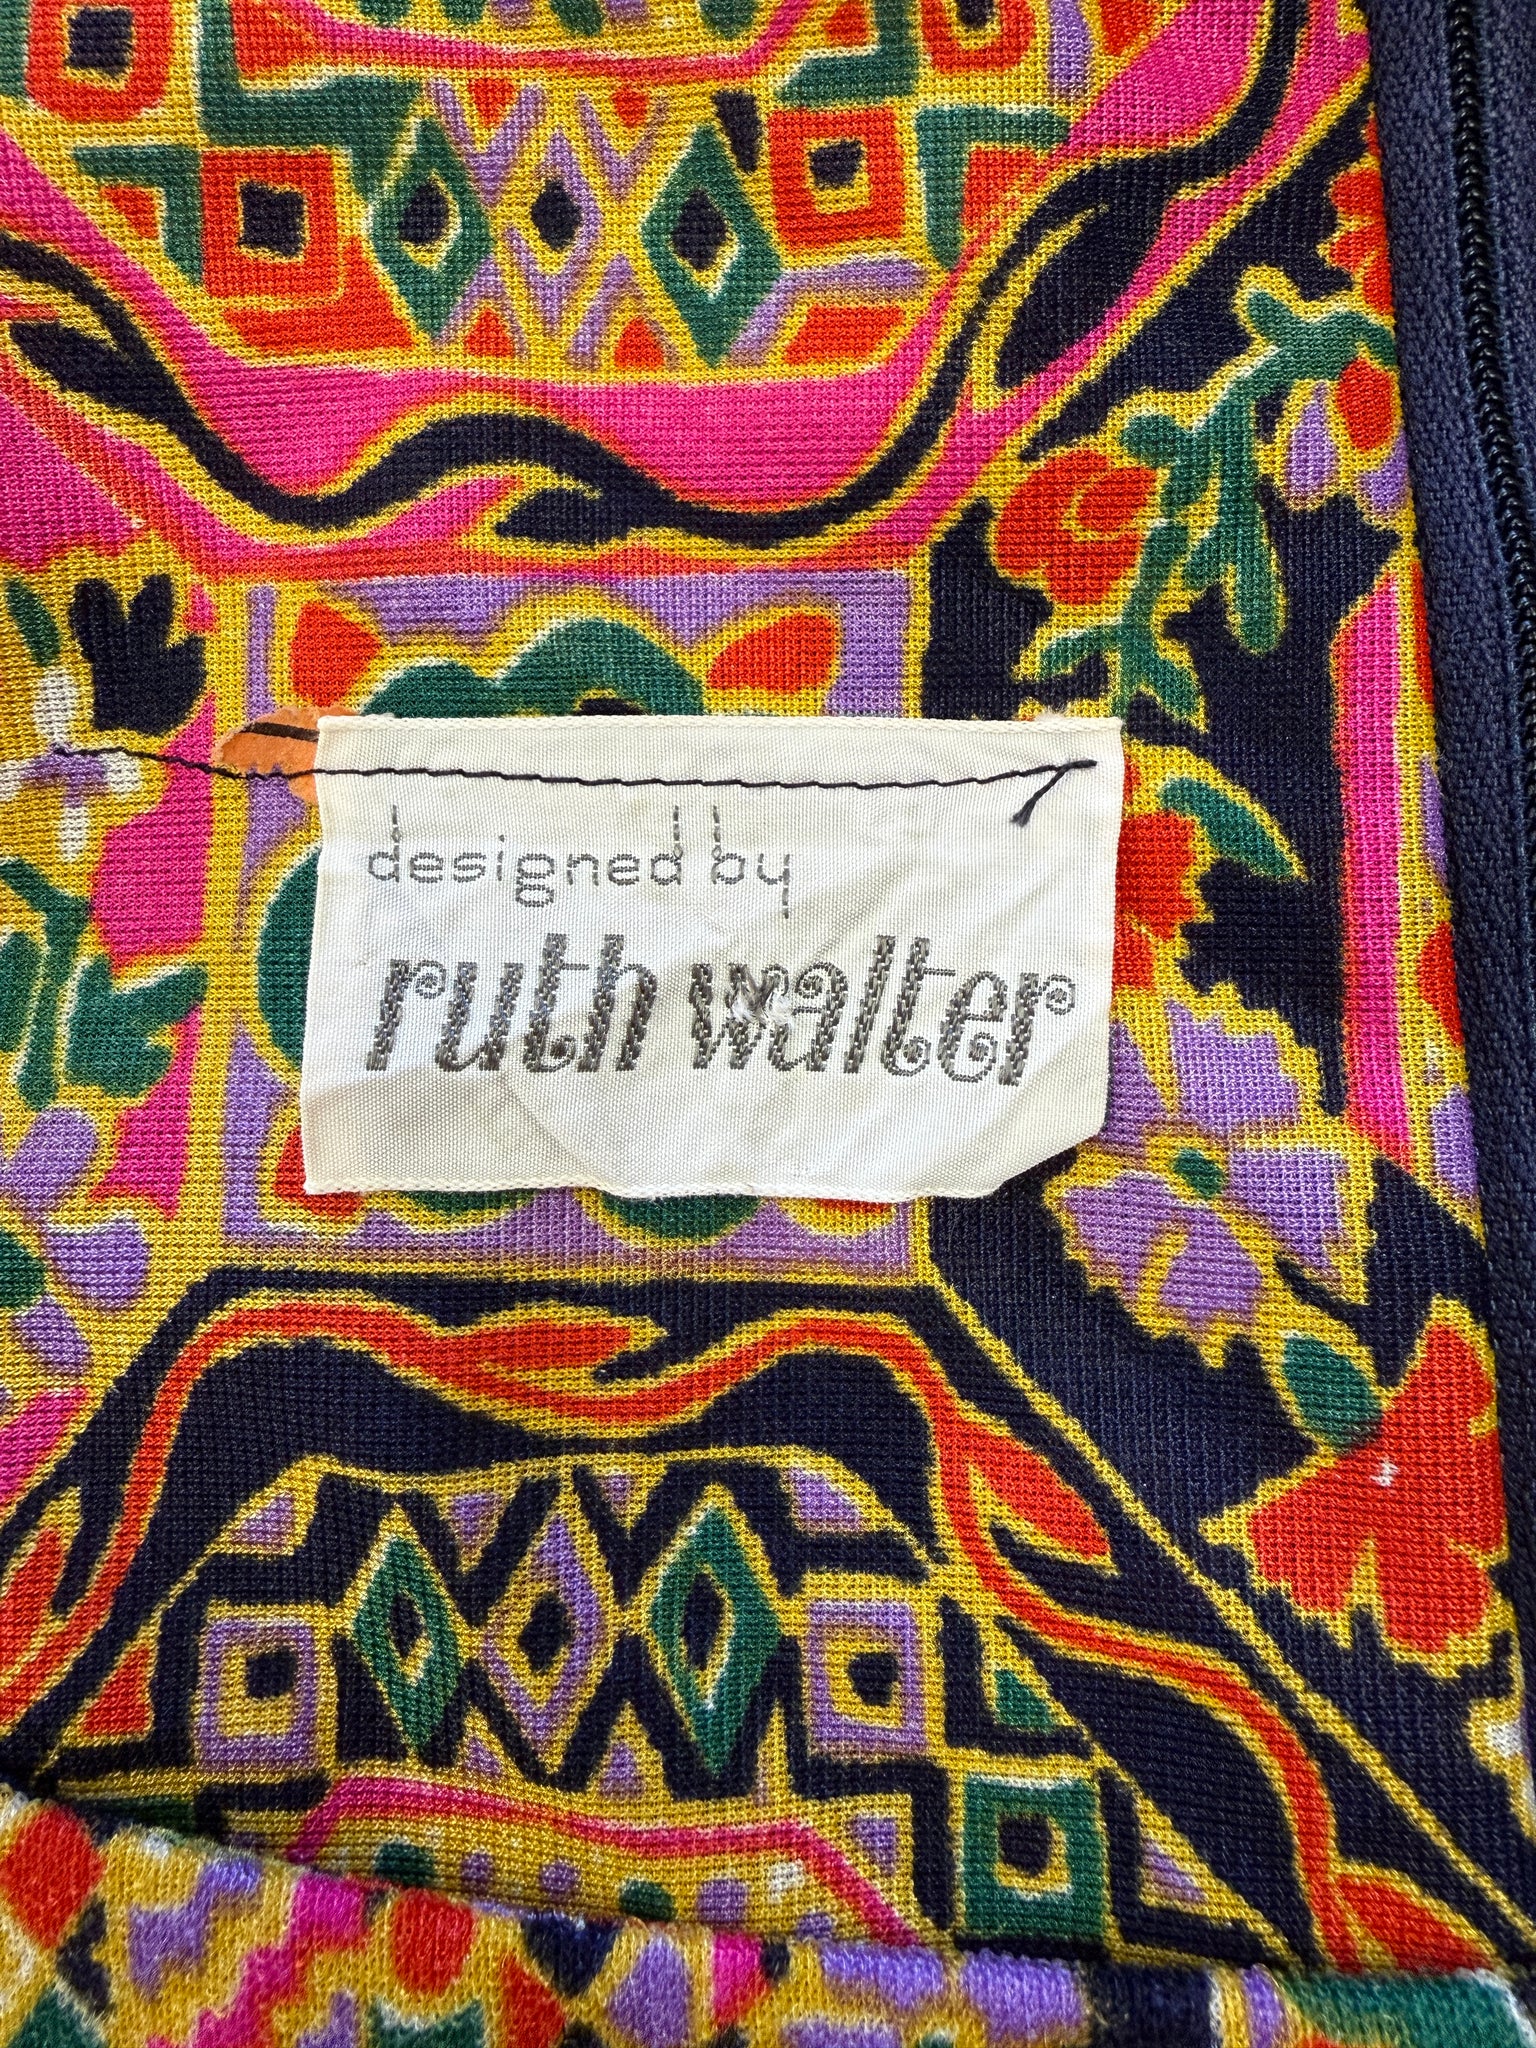 designed by
ruth walter